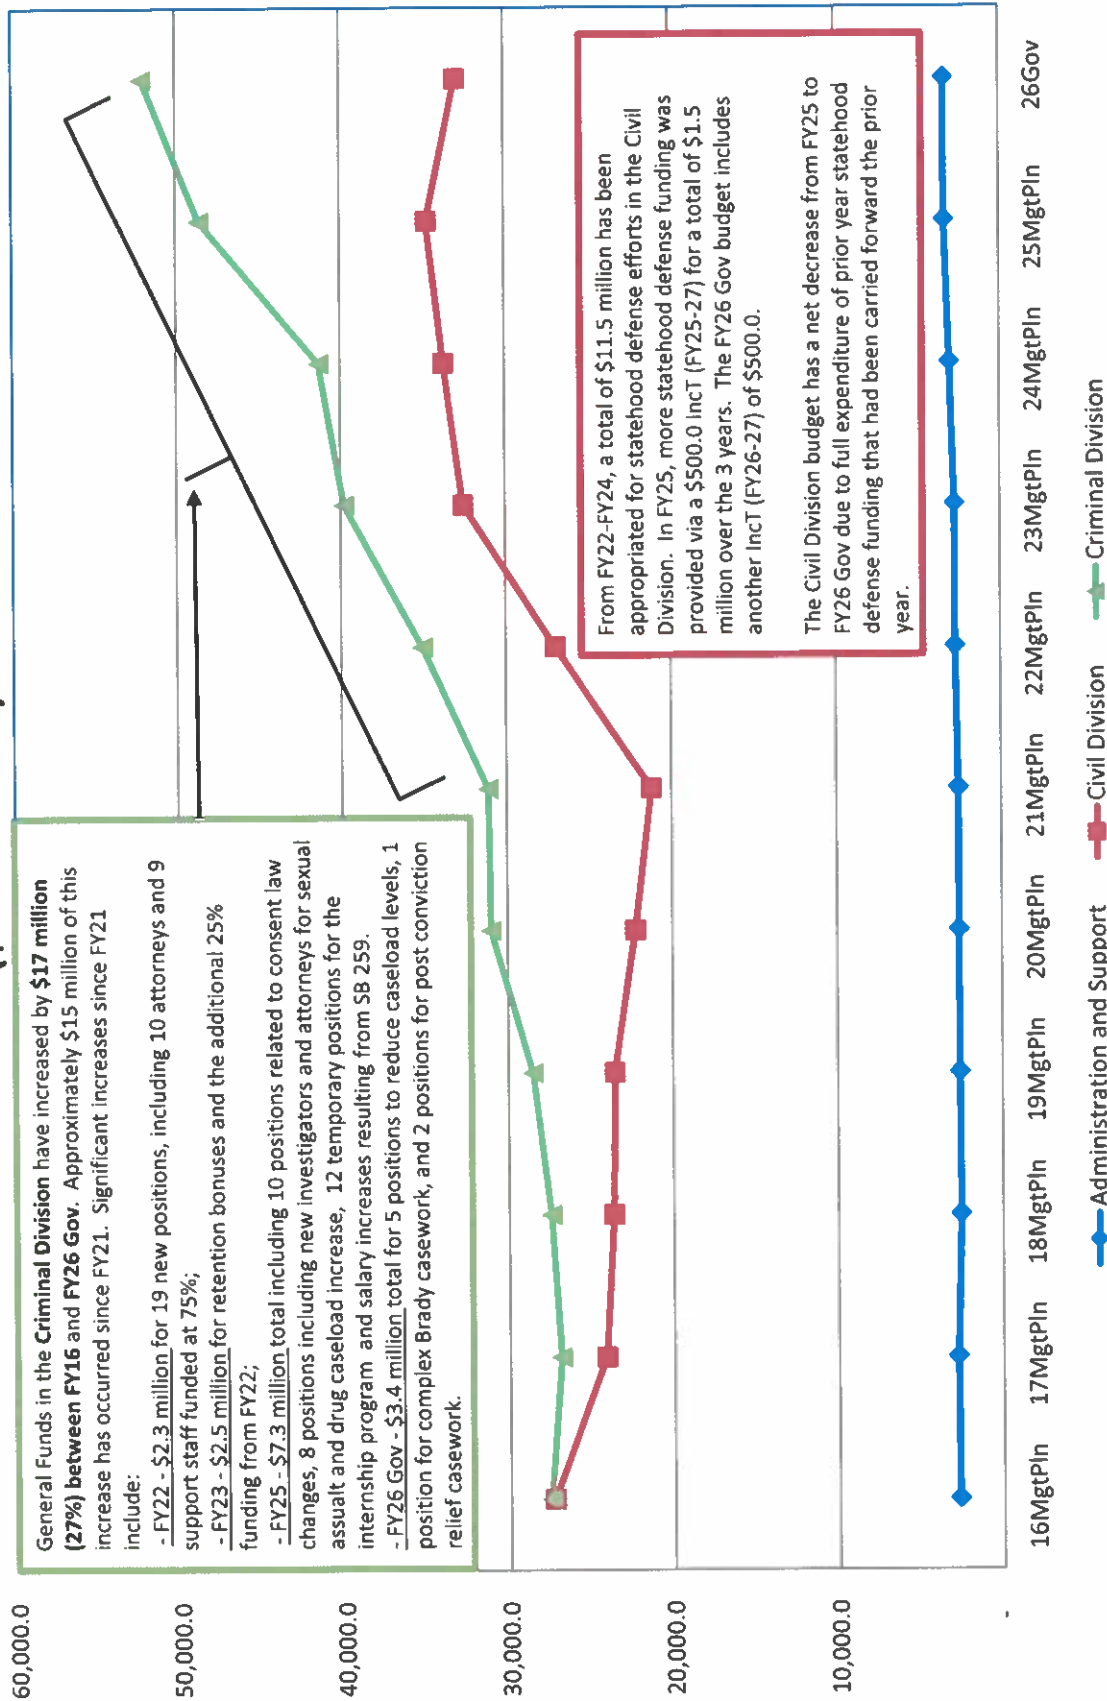 60,000.0
50,000.0
40,000.0
30,000.0
20,000.0
10,000.0
-
General Funds in the Criminal Division have increased by $17 million
(27%) between FY16 and FY26 Gov. Approximately $15 million of this
increase has occurred since FY21. Significant increases since FY21
include:
- FY22 - $2.3 million for 19 new positions, including 10 attorneys and 9
support staff funded at 75%;
- FY23 - $2.5 million for retention bonuses and the additional 25%
funding from FY22;
- FY25 - $7.3 million total including 10 positions related to consent law
changes, 8 positions including new investigators and attorneys for sexual
assualt and drug caseload increase, 12 temporary positions for the
internship program and salary increases resulting from SB 259.
- FY26 Gov - $3.4 million total for 5 positions to reduce caseload levels, 1
position for complex Brady casework, and 2 positions for post conviction
relief casework.
From FY22-FY24, a total of $11.5 million has been
appropriated for statehood defense efforts in the Civil
Division. In FY25, more statehood defense funding was
provided via a $500.0 IncT (FY25-27) for a total of $1.5
million over the 3 years. The FY26 Gov budget includes
another IncT (FY26-27) of $500.0.
The Civil Division budget has a net decrease from FY25 to
FY26 Gov due to full expenditure of prior year statehood
defense funding that had been carried forward the prior
year.
16MgtPln 17MgtPln 18MgtPln 19MgtPln 20MgtPln 21MgtPln 22MgtPln 23MgtPln 24MgtPln 25MgtPln 26Gov
Administration and Support Civil Division Criminal Division